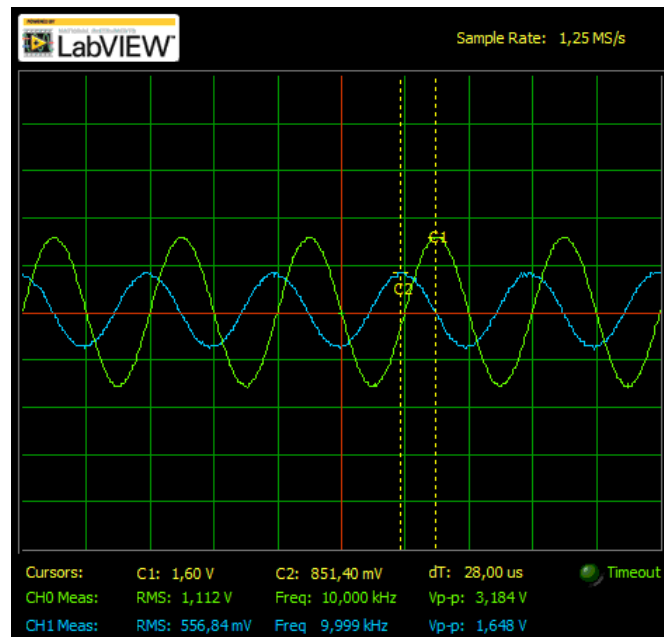 POWERED BY
NATIONAL INSTRUMENTS
LabVIEW™
Sample Rate: 1,25 MS/s
C1
C2
Cursors: C1: 1,60 V C2: 851,40 mV dT: 28,00 us Timeout
CH0 Meas: RMS: 1,112 V Freq: 10,000 kHz Vp-p: 3,184 V
CH1 Meas: RMS: 556,84 mV Freq 9,999 kHz Vp-p: 1,648 V